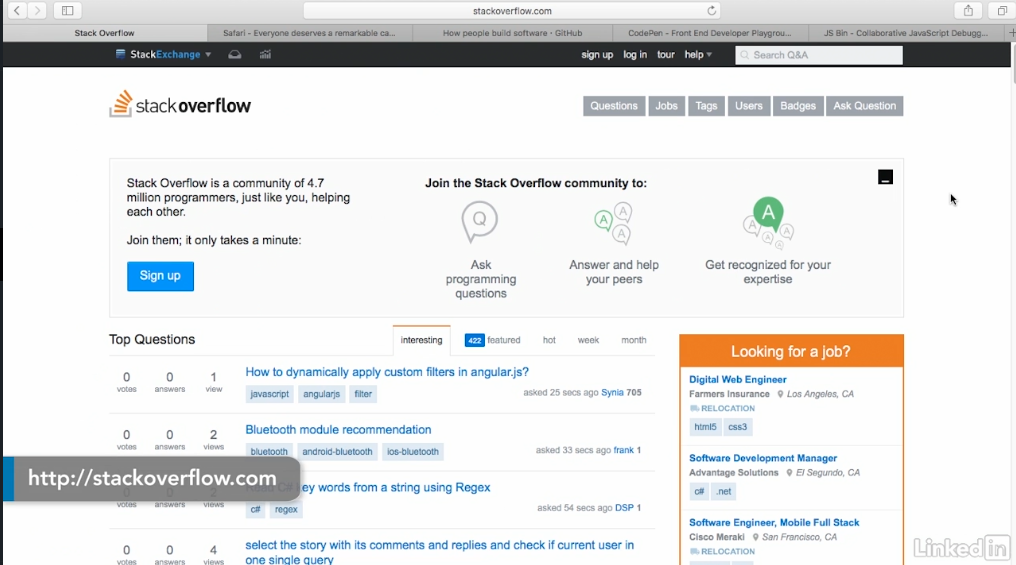 stackoverflow.com
Stack Overflow
Safari - Everyone deserves a remarkable ca...
How people build software · GitHub
CodePen - Front End Developer Playgrou...
JS Bin - Collaborative JavaScript Debugg...
StackExchange
sign up log in tour help
Search Q&A
stackoverflow
Questions Jobs Tags Users Badges Ask Question
Stack Overflow is a community of 4.7
million programmers, just like you, helping
each other.
Join them; it only takes a minute:
Sign up
Join the Stack Overflow community to:
Q
A A A
A A A A
Ask
programming
questions
Answer and help
your peers
Get recognized for your
expertise
Top Questions
interesting 422 featured hot week month
0 votes 0 answers 1 view
How to dynamically apply custom filters in angular.js?
javascript angularjs filter
asked 25 secs ago Synia 705
0 votes 0 answers 2 views
Bluetooth module recommendation
bluetooth android-bluetooth ios-bluetooth
asked 33 secs ago frank 1
votes answers views
key words from a string using Regex
c# regex
asked 54 secs ago DSP 1
0 votes 0 answers 4 views
select the story with its comments and replies and check if current user in
one single query
http://stackoverflow.com
Looking for a job?
Digital Web Engineer
Farmers Insurance Los Angeles, CA
RELOCATION
html5 css3
Software Development Manager
Advantage Solutions El Segundo, CA
c# .net
Software Engineer, Mobile Full Stack
Cisco Meraki San Francisco, CA
RELOCATION
Linked in